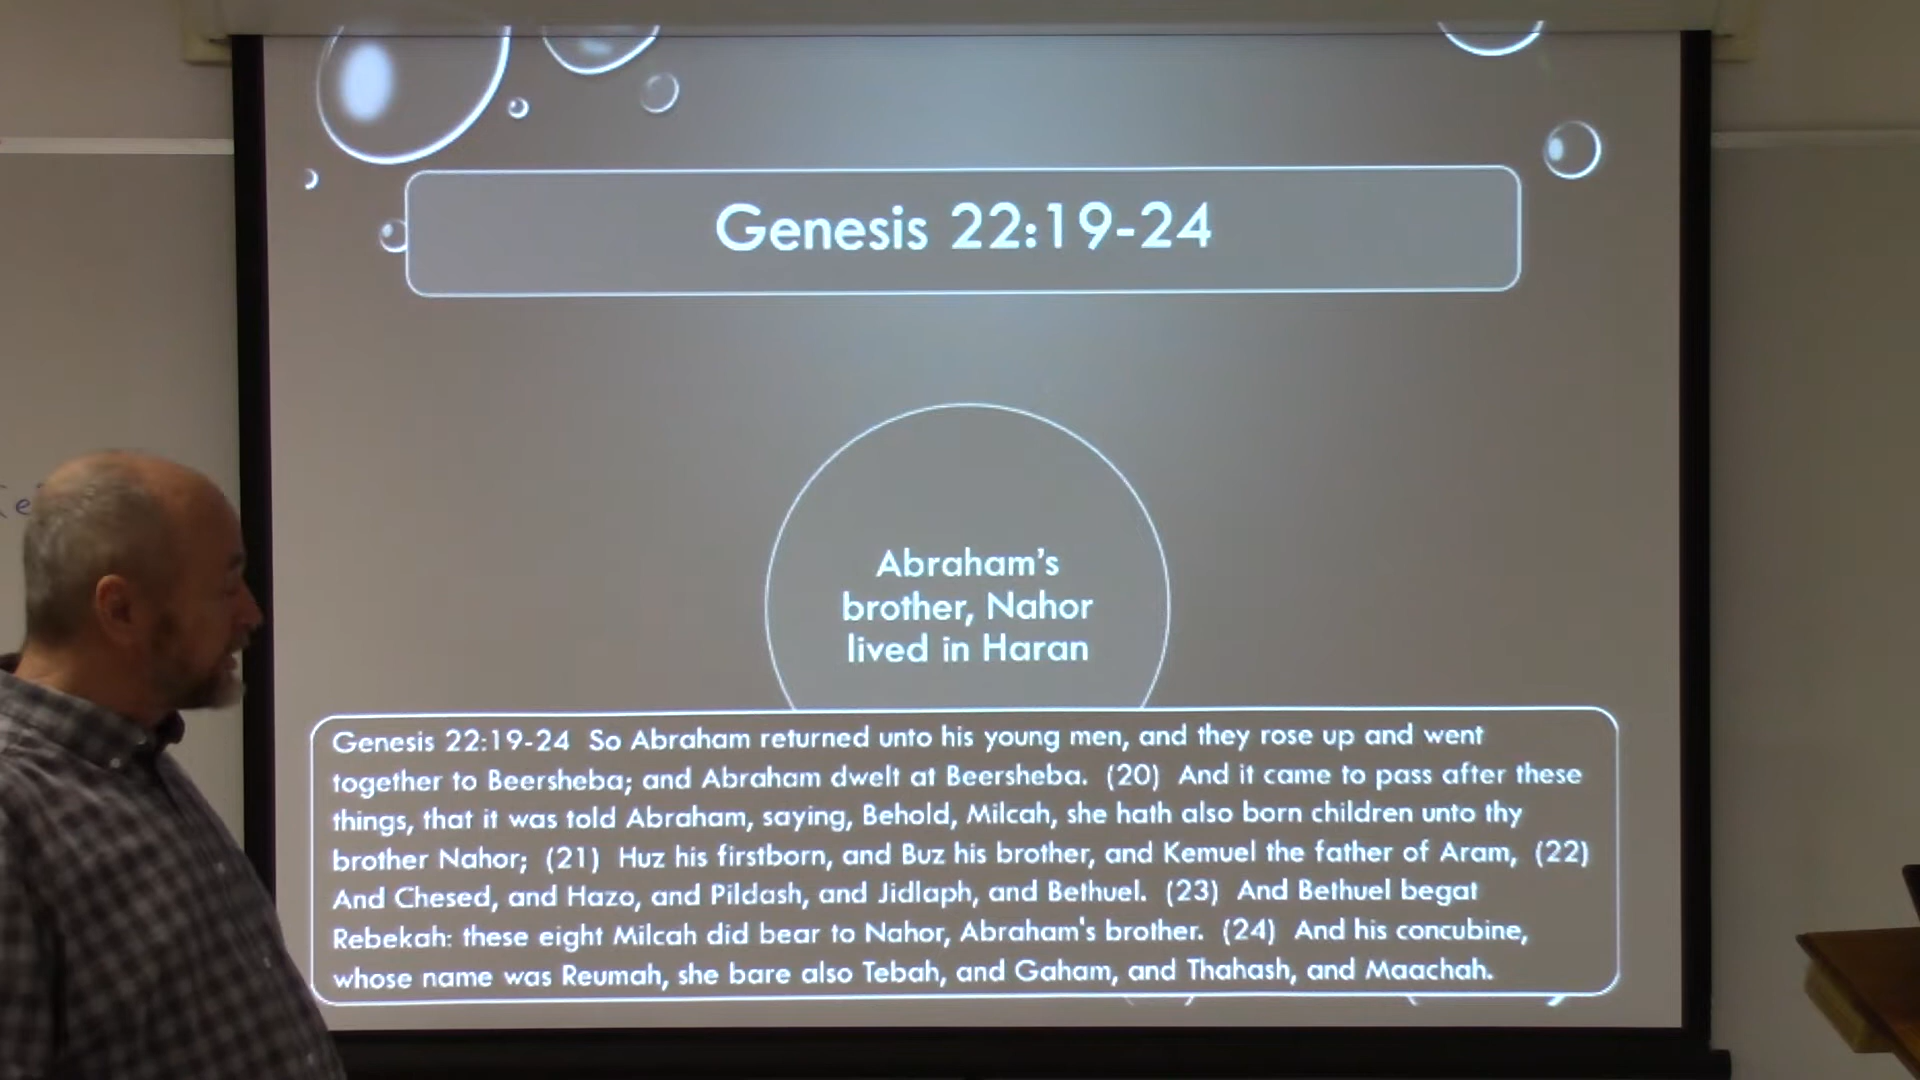 Genesis 22:19-24
Abraham's
brother, Nahor
lived in Haran
Genesis 22:19-24 So Abraham returned unto his young men, and they rose up and went
together to Beersheba; and Abraham dwelt at Beersheba. (20) And it came to pass after these
things, that it was told Abraham, saying, Behold, Milcah, she hath also born children unto thy
brother Nahor; (21) Huz his firstborn, and Buz his brother, and Kemuel the father of Aram, (22)
And Chesed, and Hazo, and Pildash, and Jidlaph, and Bethuel. (23) And Bethuel begat
Rebekah: these eight Milcah did bear to Nahor, Abraham's brother. (24) And his concubine,
whose name was Reumah, she bare also Tebah, and Gaham, and Thahash, and Maachah.